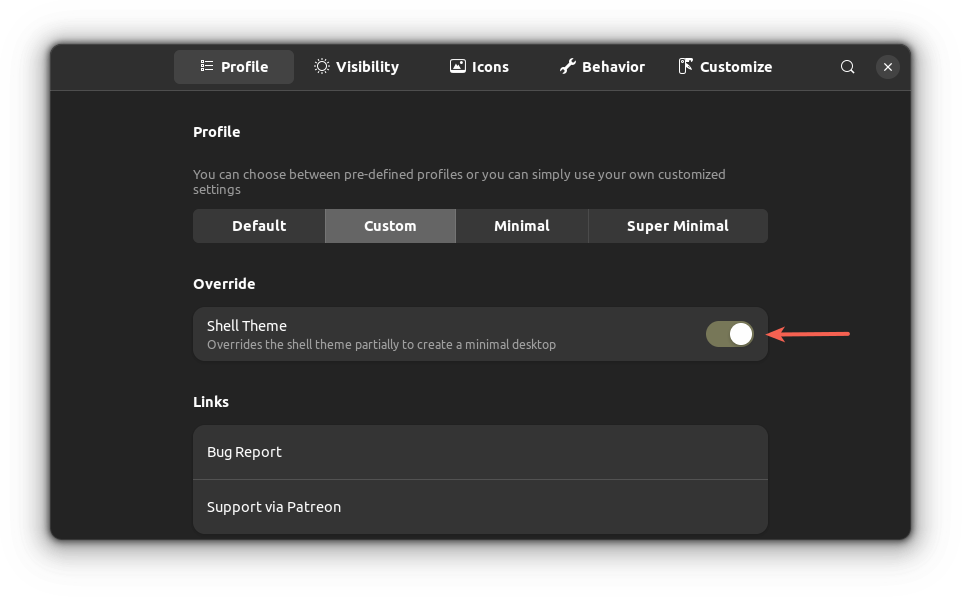 Profile Visibility Icons Behavior Customize
Profile
You can choose between pre-defined profiles or you can simply use your own customized
settings
Default Custom Minimal Super Minimal
Override
Shell Theme
Overrides the shell theme partially to create a minimal desktop
Links
Bug Report
Support via Patreon